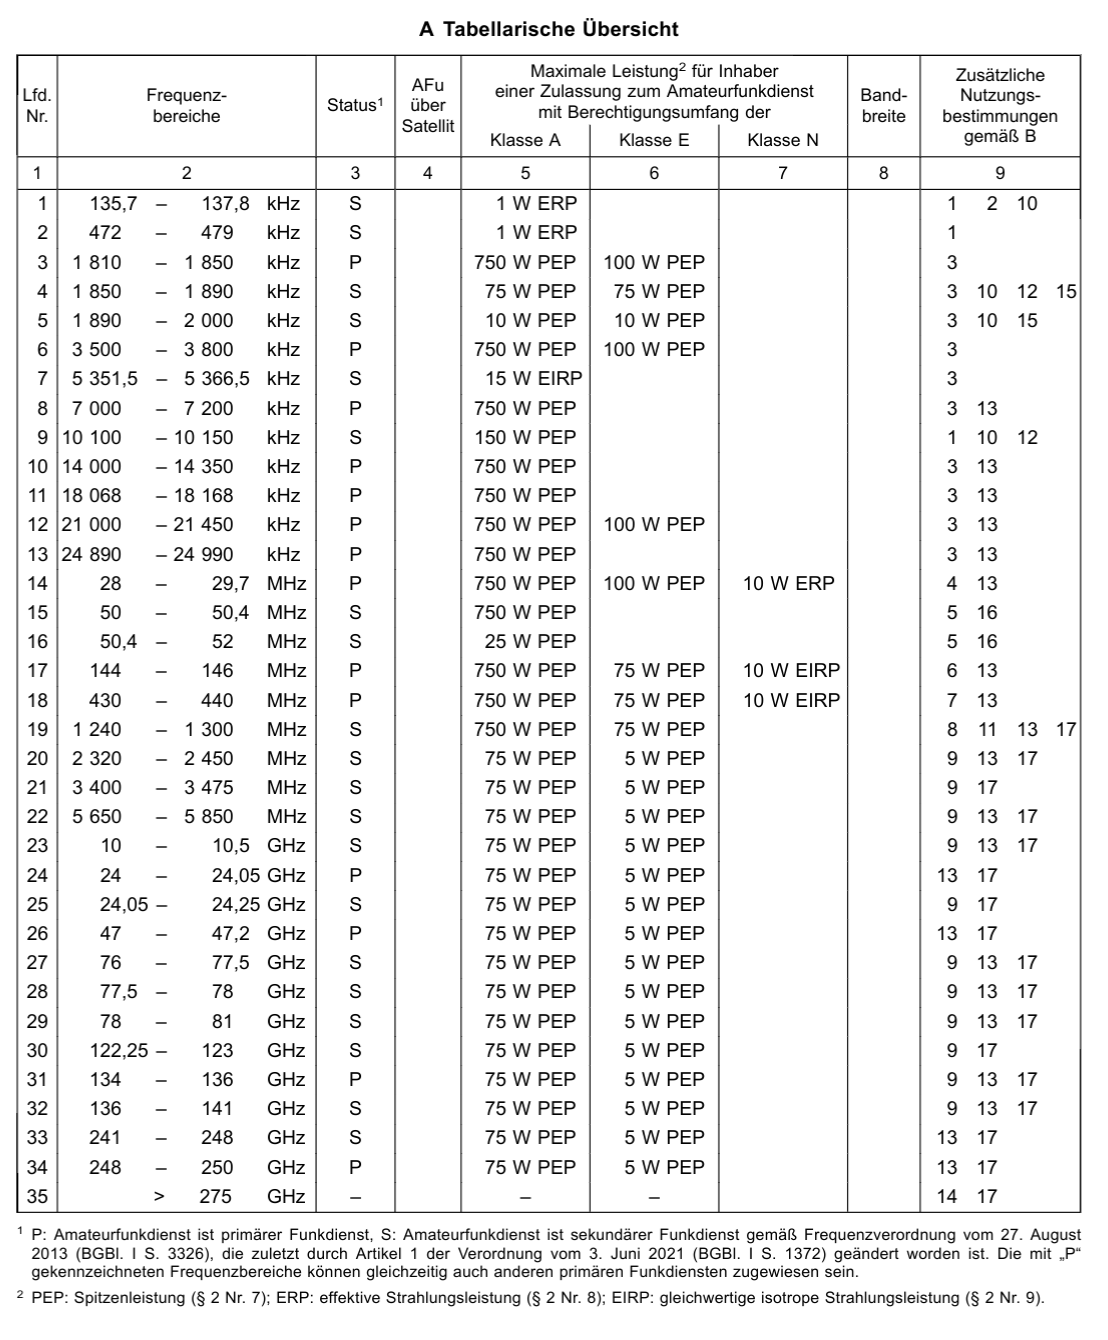 A Tabellarische Übersicht
Lfd. Nr. Frequenz-bereiche Status¹ AFu über Satellit Maximale Leistung² für Inhaber einer Zulassung zum Amateurfunkdienst mit Berechtigungsumfang der Band-breite Zusätzliche Nutzungs-bestimmungen gemäß B
Klasse A Klasse E Klasse N
1 2 3 4 5 6 7 8 9
1 135,7 – 137,8 kHz S 1 W ERP 1 2 10
2 472 – 479 kHz S 1 W ERP 1
3 1 810 – 1 850 kHz P 750 W PEP 100 W PEP 3
4 1 850 – 1 890 kHz S 75 W PEP 75 W PEP 3 10 12 15
5 1 890 – 2 000 kHz S 10 W PEP 10 W PEP 3 10 15
6 3 500 – 3 800 kHz P 750 W PEP 100 W PEP 3
7 5 351,5 – 5 366,5 kHz S 15 W EIRP 3
8 7 000 – 7 200 kHz P 750 W PEP 3 13
9 10 100 – 10 150 kHz S 150 W PEP 1 10 12
10 14 000 – 14 350 kHz P 750 W PEP 3 13
11 18 068 – 18 168 kHz P 750 W PEP 3 13
12 21 000 – 21 450 kHz P 750 W PEP 100 W PEP 3 13
13 24 890 – 24 990 kHz P 750 W PEP 3 13
14 28 – 29,7 MHz P 750 W PEP 100 W PEP 10 W ERP 4 13
15 50 – 50,4 MHz S 750 W PEP 5 16
16 50,4 – 52 MHz S 25 W PEP 5 16
17 144 – 146 MHz P 750 W PEP 75 W PEP 10 W EIRP 6 13
18 430 – 440 MHz P 750 W PEP 75 W PEP 10 W EIRP 7 13
19 1 240 – 1 300 MHz S 750 W PEP 75 W PEP 8 11 13 17
20 2 320 – 2 450 MHz S 75 W PEP 5 W PEP 9 13 17
21 3 400 – 3 475 MHz S 75 W PEP 5 W PEP 9 17
22 5 650 – 5 850 MHz S 75 W PEP 5 W PEP 9 13 17
23 10 – 10,5 GHz S 75 W PEP 5 W PEP 9 13 17
24 24 – 24,05 GHz P 75 W PEP 5 W PEP 13 17
25 24,05 – 24,25 GHz S 75 W PEP 5 W PEP 9 17
26 47 – 47,2 GHz P 75 W PEP 5 W PEP 13 17
27 76 – 77,5 GHz S 75 W PEP 5 W PEP 9 13 17
28 77,5 – 78 GHz S 75 W PEP 5 W PEP 9 13 17
29 78 – 81 GHz S 75 W PEP 5 W PEP 9 13 17
30 122,25 – 123 GHz S 75 W PEP 5 W PEP 9 17
31 134 – 136 GHz P 75 W PEP 5 W PEP 9 13 17
32 136 – 141 GHz S 75 W PEP 5 W PEP 9 13 17
33 241 – 248 GHz S 75 W PEP 5 W PEP 13 17
34 248 – 250 GHz P 75 W PEP 5 W PEP 13 17
35 > 275 GHz – – – 14 17
¹ P: Amateurfunkdienst ist primärer Funkdienst, S: Amateurfunkdienst ist sekundärer Funkdienst gemäß Frequenzverordnung vom 27. August
2013 (BGBl. I S. 3326), die zuletzt durch Artikel 1 der Verordnung vom 3. Juni 2021 (BGBl. I S. 1372) geändert worden ist. Die mit „P“
gekennzeichneten Frequenzbereiche können gleichzeitig auch anderen primären Funkdiensten zugewiesen sein.
² PEP: Spitzenleistung (§ 2 Nr. 7); ERP: effektive Strahlungsleistung (§ 2 Nr. 8); EIRP: gleichwertige isotrope Strahlungsleistung (§ 2 Nr. 9).